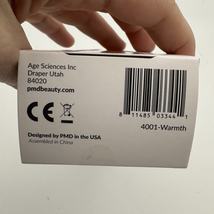 Age Sciences Inc
Draper Utah
84020
pmdbeauty.com
CE
Designed by PMD in the USA
Assembled in China
8 11485 03344 1
4001-Warmth